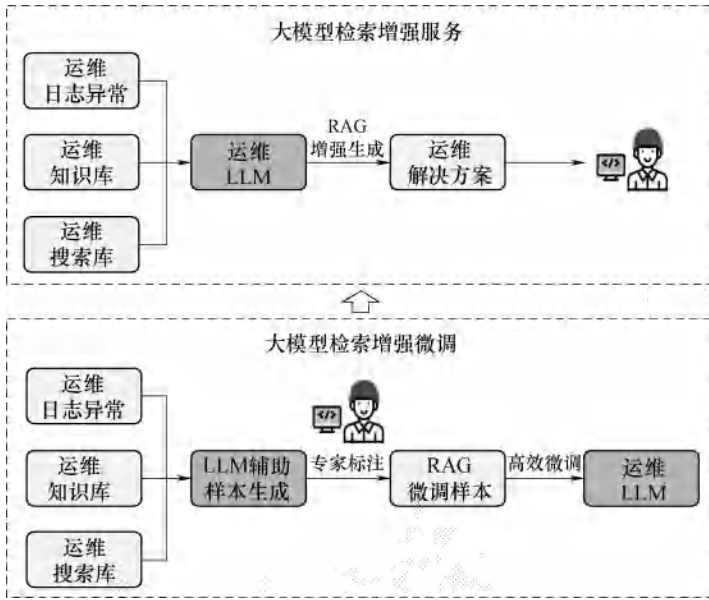 大模型检索增强服务
运维
日志异常
运维
知识库
运维
搜索库
运维
LLM
RAG
增强生成
运维
解决方案
</>
大模型检索增强微调
运维
日志异常
运维
知识库
运维
搜索库
LLM辅助
样本生成
</>
专家标注
RAG
微调样本
高效微调
运维
LLM